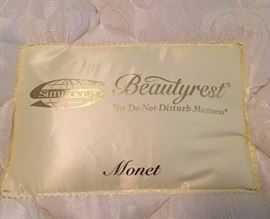 Simmons
Beautyrest®
The Do-Not-Disturb Mattress®
Monet